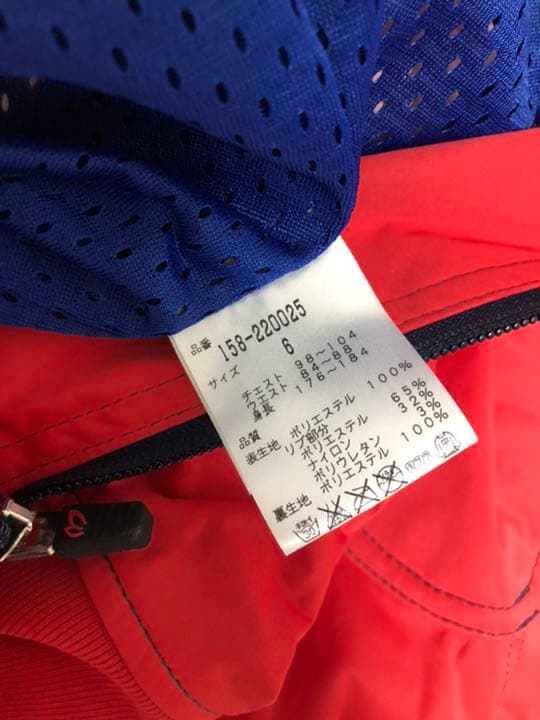 品番 158-220025
サイズ 6
チェスト 98~104
ウエスト 84~88
身長 176~184
品質
表生地 ポリエステル 100%
リブ部分
ポリエステル 65%
ナイロン 32%
ポリウレタン 3%
裏生地 ポリエステル 100%